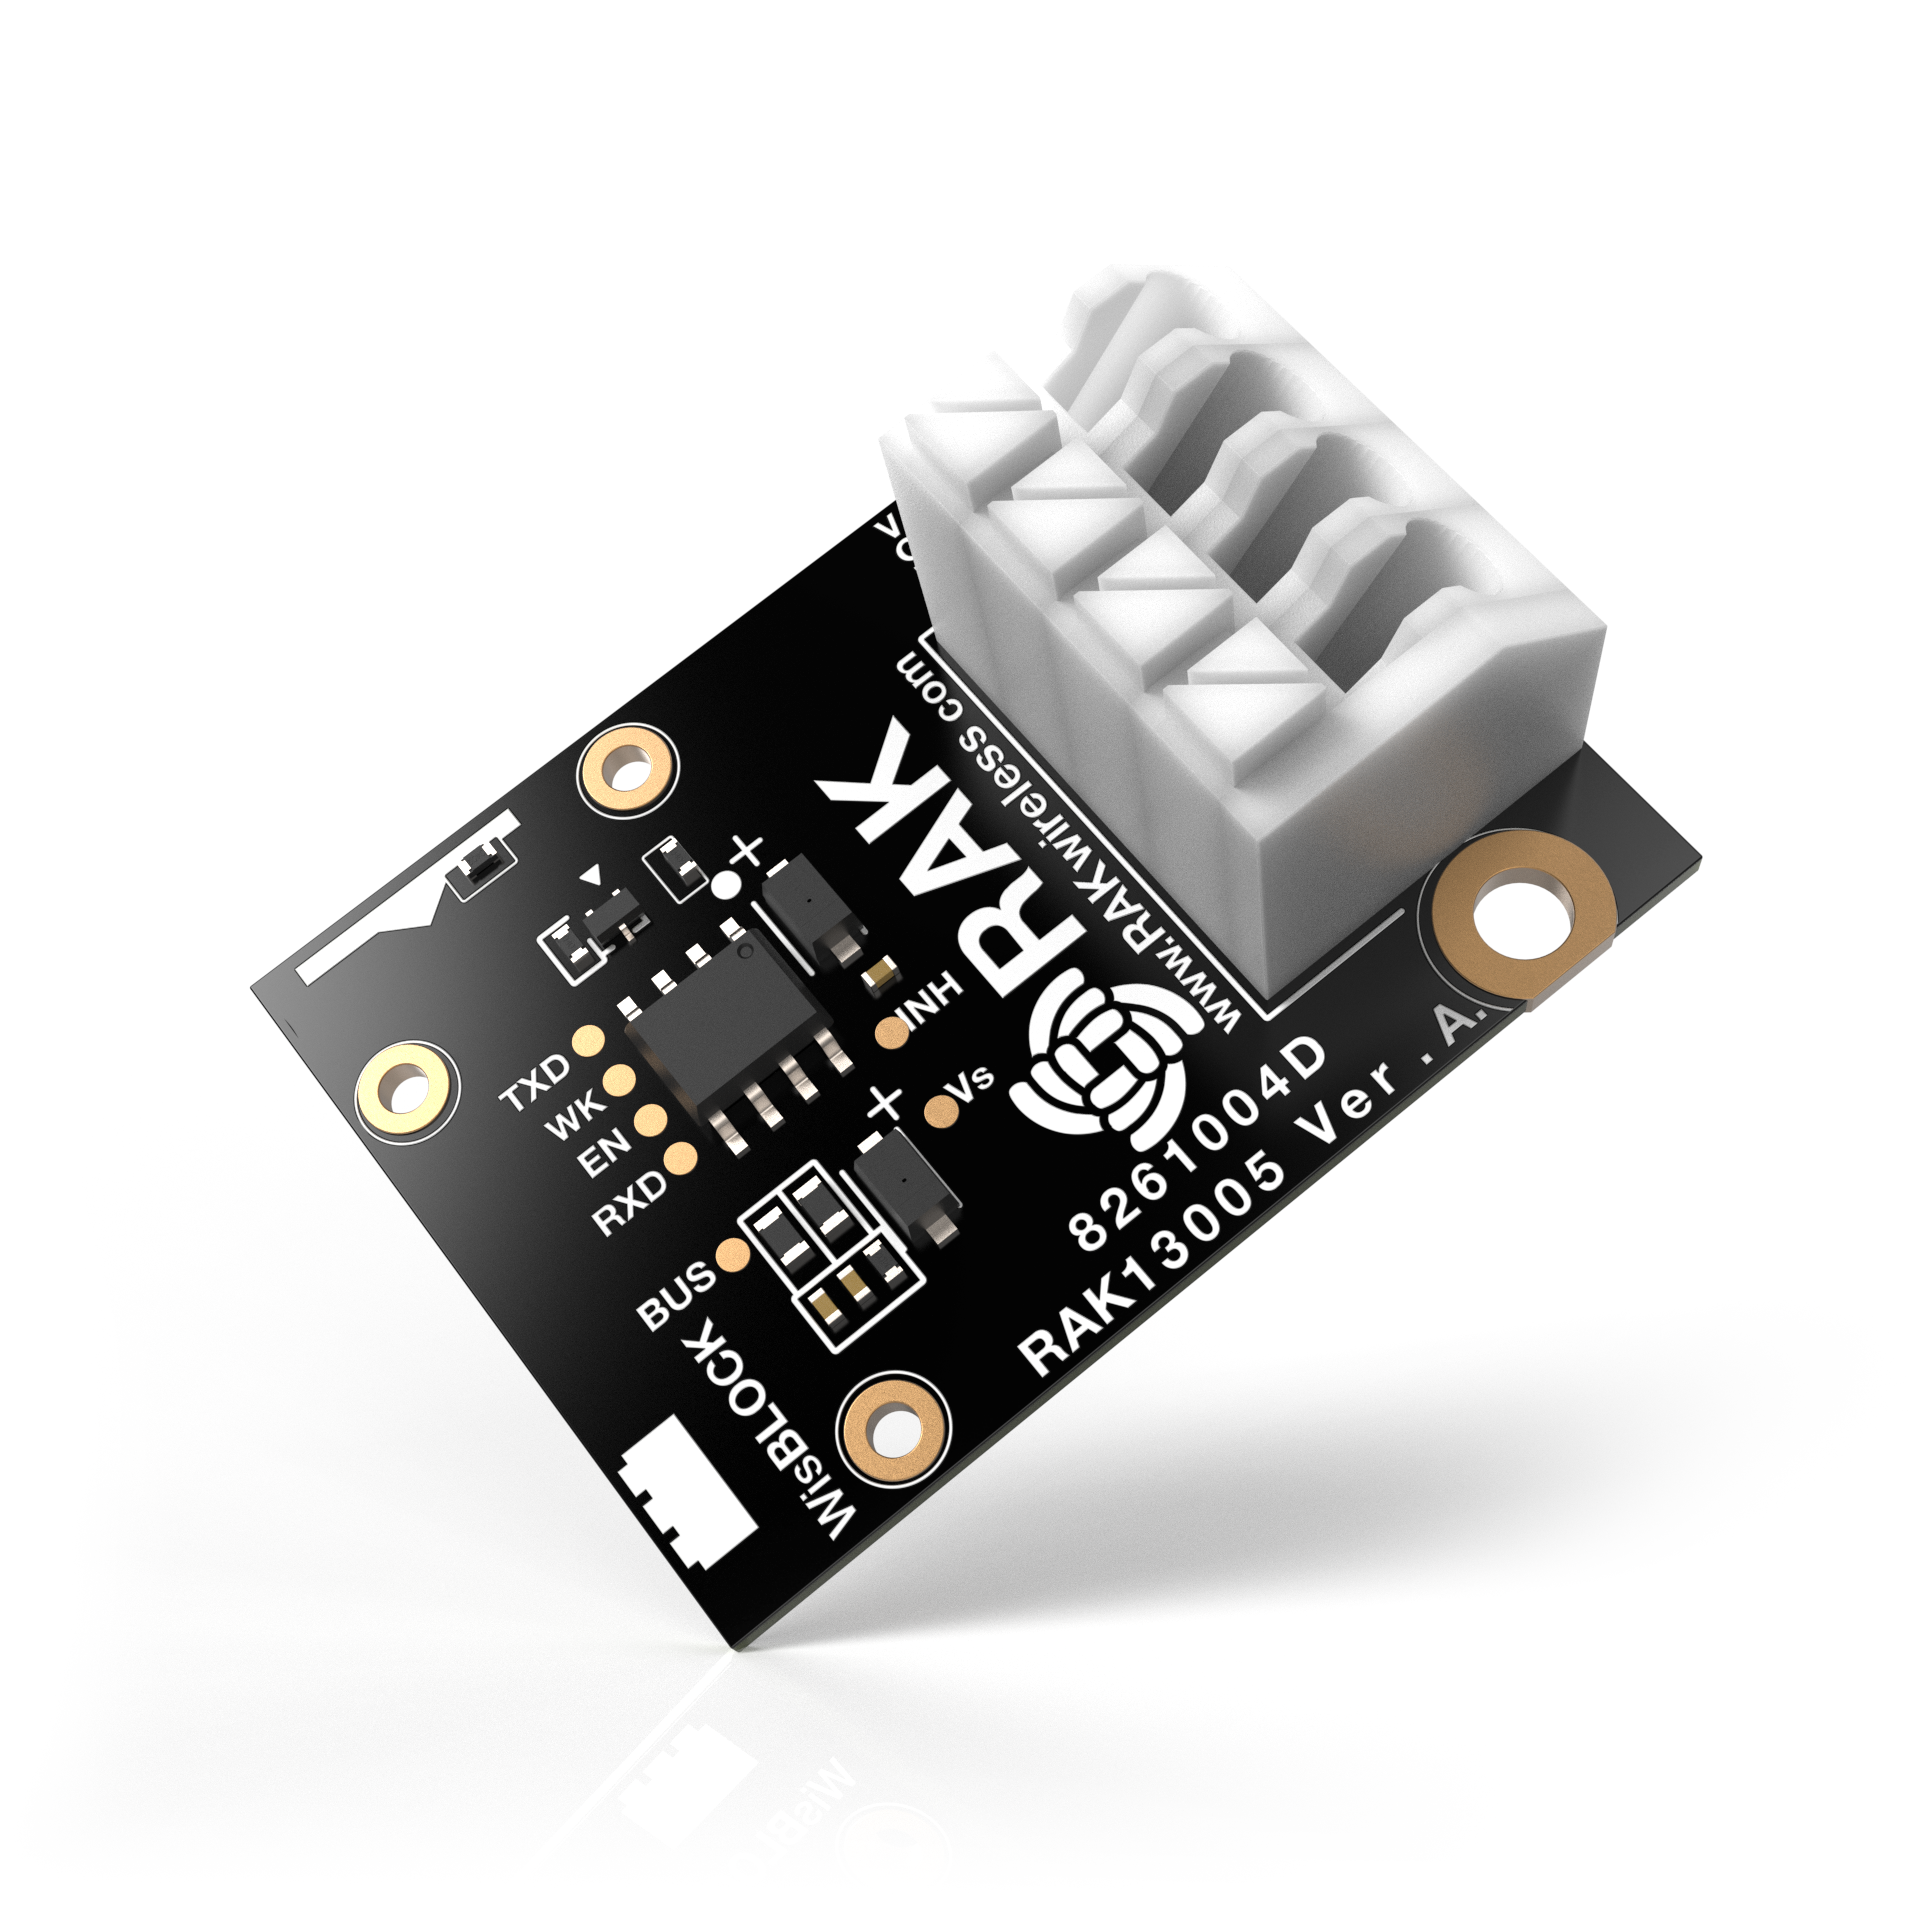 RAK
www.RAKwireless.com
INH
Vs
TXD
WK
EN
RXD
BUS
WisBLOCK
8261004D
RAK13005 Ver .A.